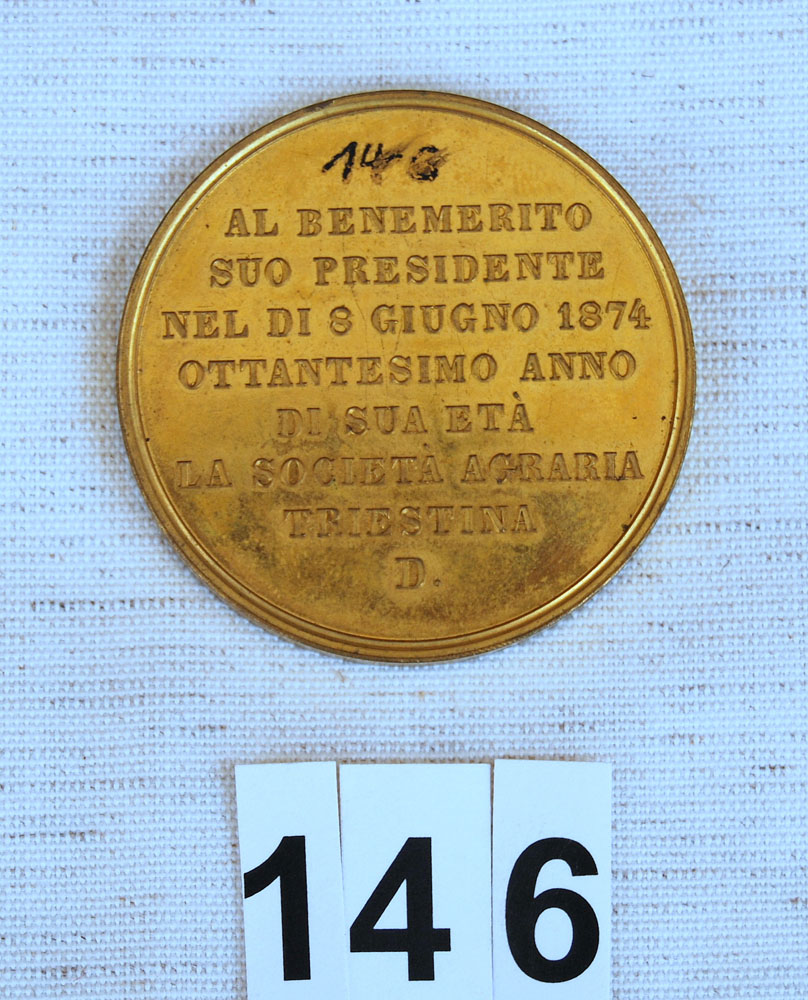 146
AL BENEMERITO
SUO PRESIDENTE
NEL DI 8 GIUGNO 1874
OTTANTESIMO ANNO
DI SUA ETÀ
LA SOCIETÀ AGRARIA
TRIESTINA
D.
146